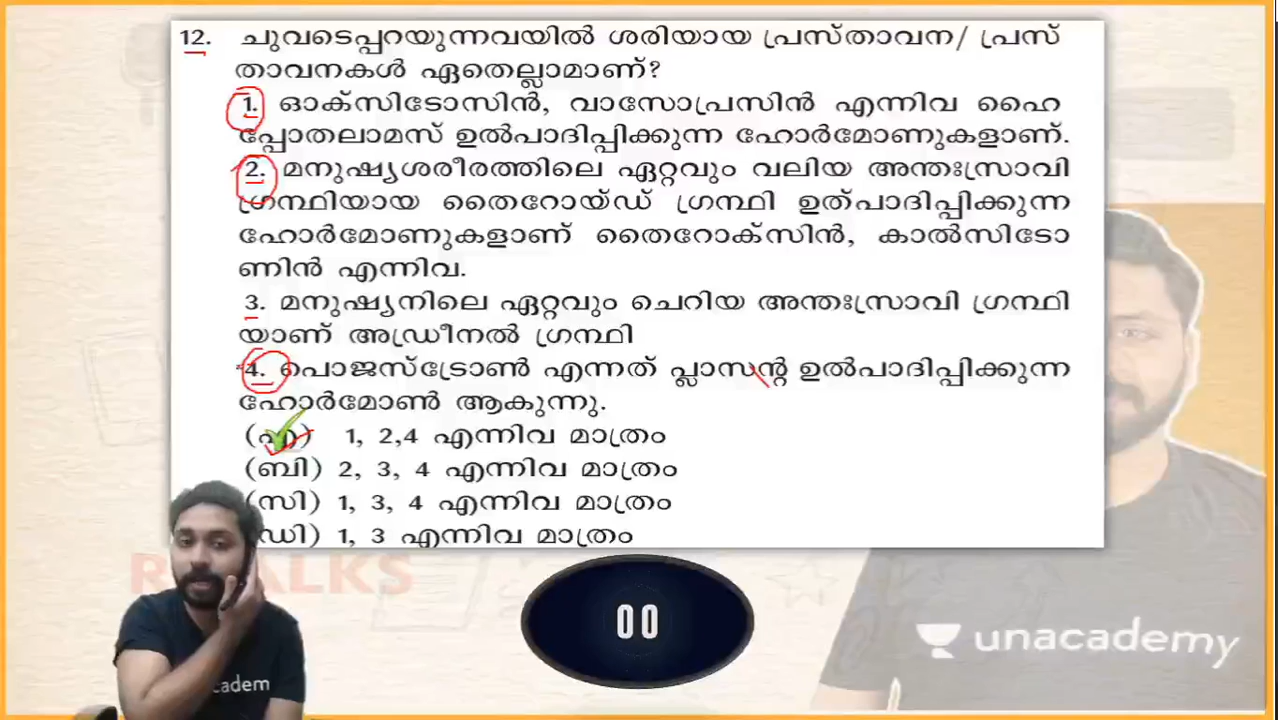 12. ചുവടെപ്പറയുന്നവയിൽ ശരിയായ പ്രസ്താവന/ പ്രസ്
താവനകൾ ഏതെല്ലാമാണ്?
1. ഓക്സിടോസിൻ, വാസോപ്രസിൻ എന്നിവ ഹൈ
പ്പോതലാമസ് ഉൽപാദിപ്പിക്കുന്ന ഹോർമോണുകളാണ്.
2. മനുഷ്യശരീരത്തിലെ ഏറ്റവും വലിയ അന്തഃസ്രാവി
ഗ്രന്ഥിയായ തൈറോയ്ഡ് ഗ്രന്ഥി ഉത്പാദിപ്പിക്കുന്ന
ഹോർമോണുകളാണ് തൈറോക്സിൻ, കാൽസിടോ
ണിൻ എന്നിവ.
3. മനുഷ്യനിലെ ഏറ്റവും ചെറിയ അന്തഃസ്രാവി ഗ്രന്ഥി
യാണ് അഡ്രീനൽ ഗ്രന്ഥി
4. പൊജസ്ട്രോൺ എന്നത് പ്ലാസന്റ ഉൽപാദിപ്പിക്കുന്ന
ഹോർമോൺ ആകുന്നു.
(എ) 1, 2,4 എന്നിവ മാത്രം
(ബി) 2, 3, 4 എന്നിവ മാത്രം
(സി) 1, 3, 4 എന്നിവ മാത്രം
(ഡി) 1, 3 എന്നിവ മാത്രം
00
unacademy